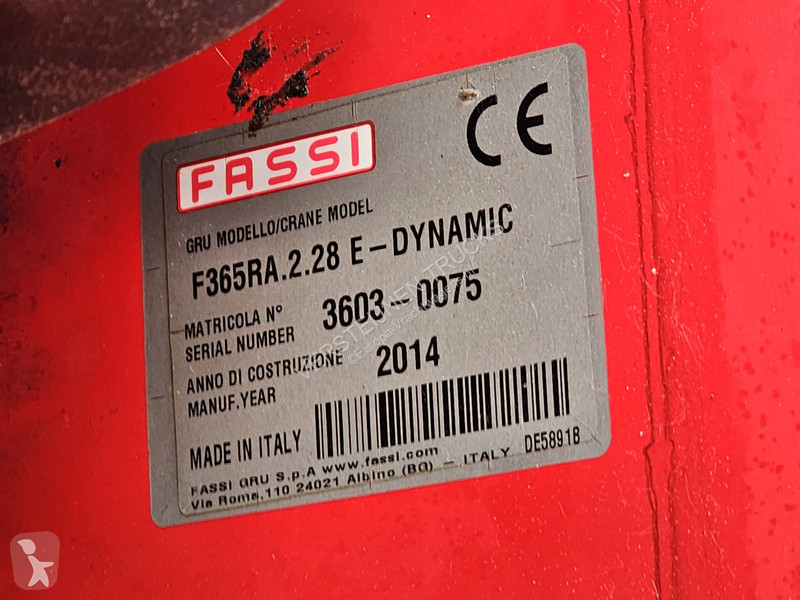 FASSI
CE
GRU MODELLO/CRANE MODEL
F365RA.2.28 E-DYNAMIC
MATRICOLA N° 3603-0075
SERIAL NUMBER
ANNO DI COSTRUZIONE 2014
MANUF.YEAR
MADE IN ITALY
DE5891B
FASSI GRU S.p.A www.fassi.com
Via Roma,110 24021 Albino (BG) - ITALY